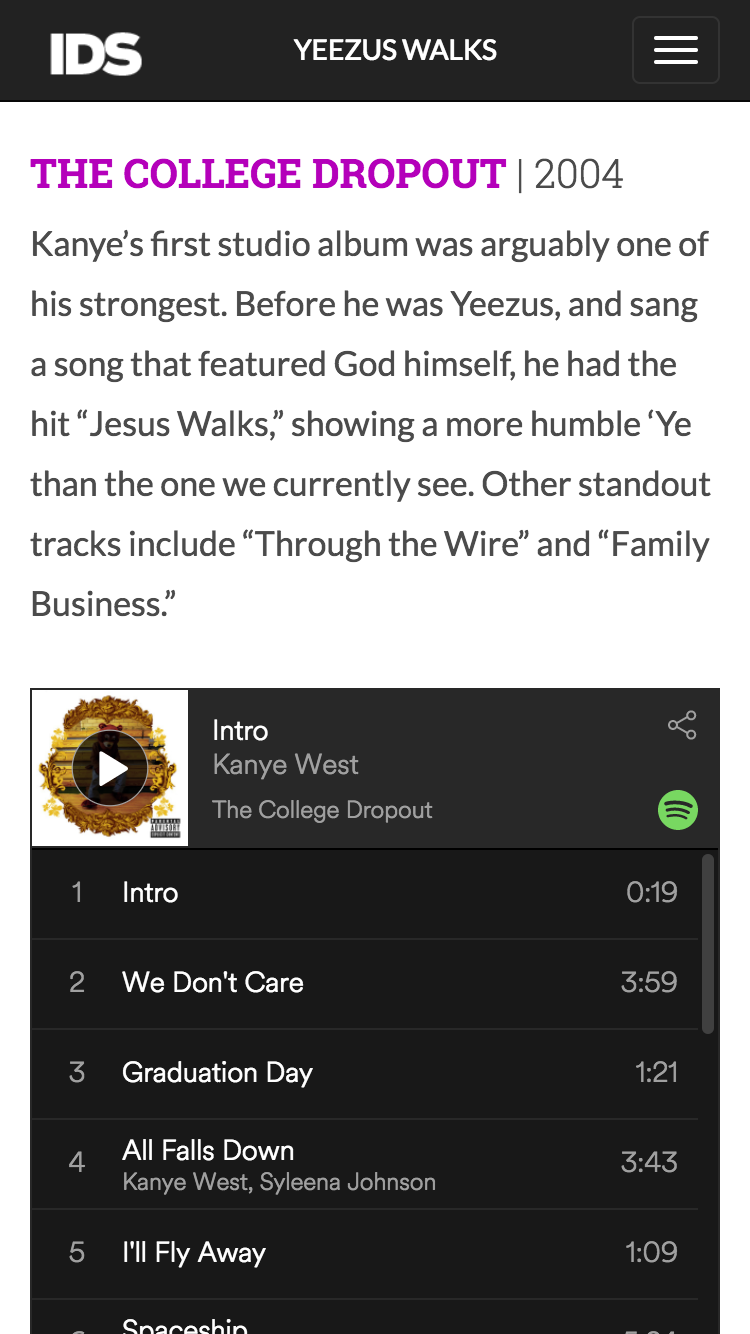 IDS
YEEZUS WALKS
THE COLLEGE DROPOUT | 2004
Kanye’s first studio album was arguably one of
his strongest. Before he was Yeezus, and sang
a song that featured God himself, he had the
hit “Jesus Walks,” showing a more humble ‘Ye
than the one we currently see. Other standout
tracks include “Through the Wire” and “Family
Business.”
Intro
Kanye West
The College Dropout
PARENTAL
ADVISORY
EXPLICIT CONTENT
1 Intro 0:19
2 We Don't Care 3:59
3 Graduation Day 1:21
4 All Falls Down 3:43
Kanye West, Syleena Johnson
5 I'll Fly Away 1:09
Spaceship